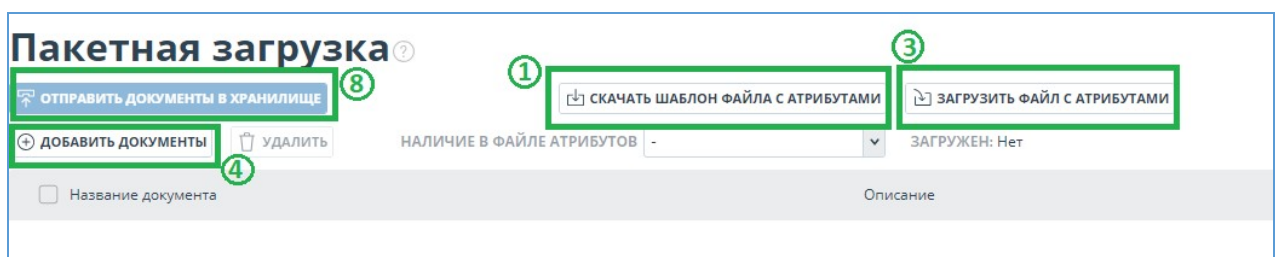 Пакетная загрузка ?
① ③
⑧
ОТПРАВИТЬ ДОКУМЕНТЫ В ХРАНИЛИЩЕ СКАЧАТЬ ШАБЛОН ФАЙЛА С АТРИБУТАМИ ЗАГРУЗИТЬ ФАЙЛ С АТРИБУТАМИ
ДОБАВИТЬ ДОКУМЕНТЫ УДАЛИТЬ НАЛИЧИЕ В ФАЙЛЕ АТРИБУТОВ - ЗАГРУЖЕН: Нет
④
Название документа Описание